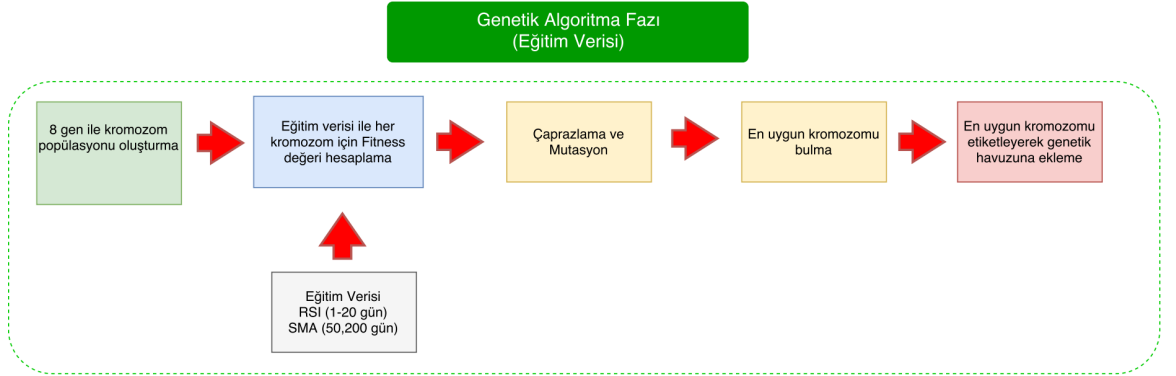 Genetik Algoritma Fazı
(Eğitim Verisi)
8 gen ile kromozom
popülasyonu oluşturma
Eğitim verisi ile her
kromozom için Fitness
değeri hesaplama
Çaprazlama ve
Mutasyon
En uygun kromozomu
bulma
En uygun kromozomu
etiketleyerek genetik
havuzuna ekleme
Eğitim Verisi
RSI (1-20 gün)
SMA (50,200 gün)